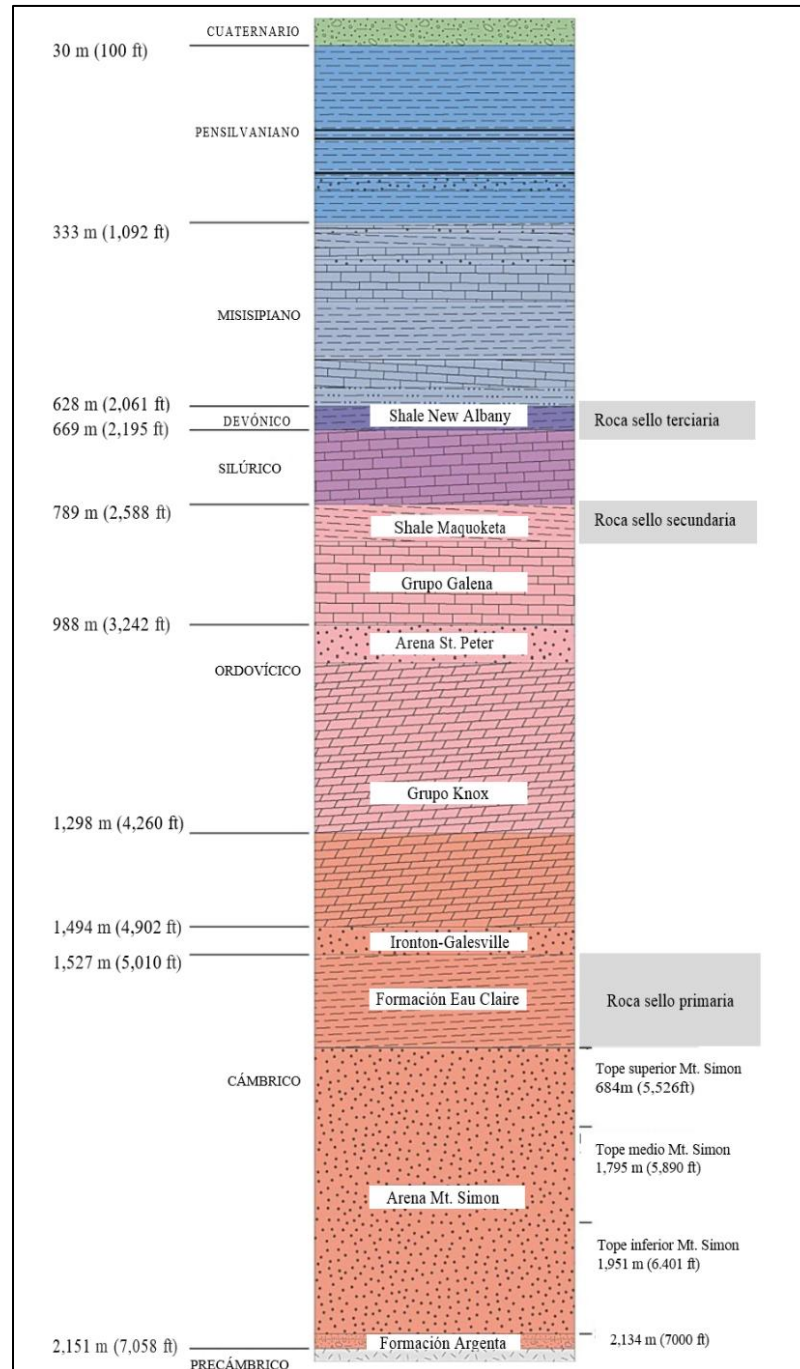 CUATERNARIO
30 m (100 ft)
PENSILVANIANO
333 m (1,092 ft)
MISISIPIANO
628 m (2,061 ft)
DEVÓNICO
Shale New Albany
Roca sello terciaria
669 m (2,195 ft)
SILÚRICO
789 m (2,588 ft)
Shale Maquoketa
Roca sello secundaria
Grupo Galena
988 m (3,242 ft)
Arena St. Peter
ORDOVÍCICO
Grupo Knox
1,298 m (4,260 ft)
1,494 m (4,902 ft)
Ironton-Galesville
1,527 m (5,010 ft)
Formación Eau Claire
Roca sello primaria
CÁMBRICO
Tope superior Mt. Simon
684m (5,526ft)
Tope medio Mt. Simon
1,795 m (5,890 ft)
Arena Mt. Simon
Tope inferior Mt. Simon
1,951 m (6.401 ft)
2,151 m (7,058 ft)
Formación Argenta
2,134 m (7000 ft)
PRECÁMBRICO